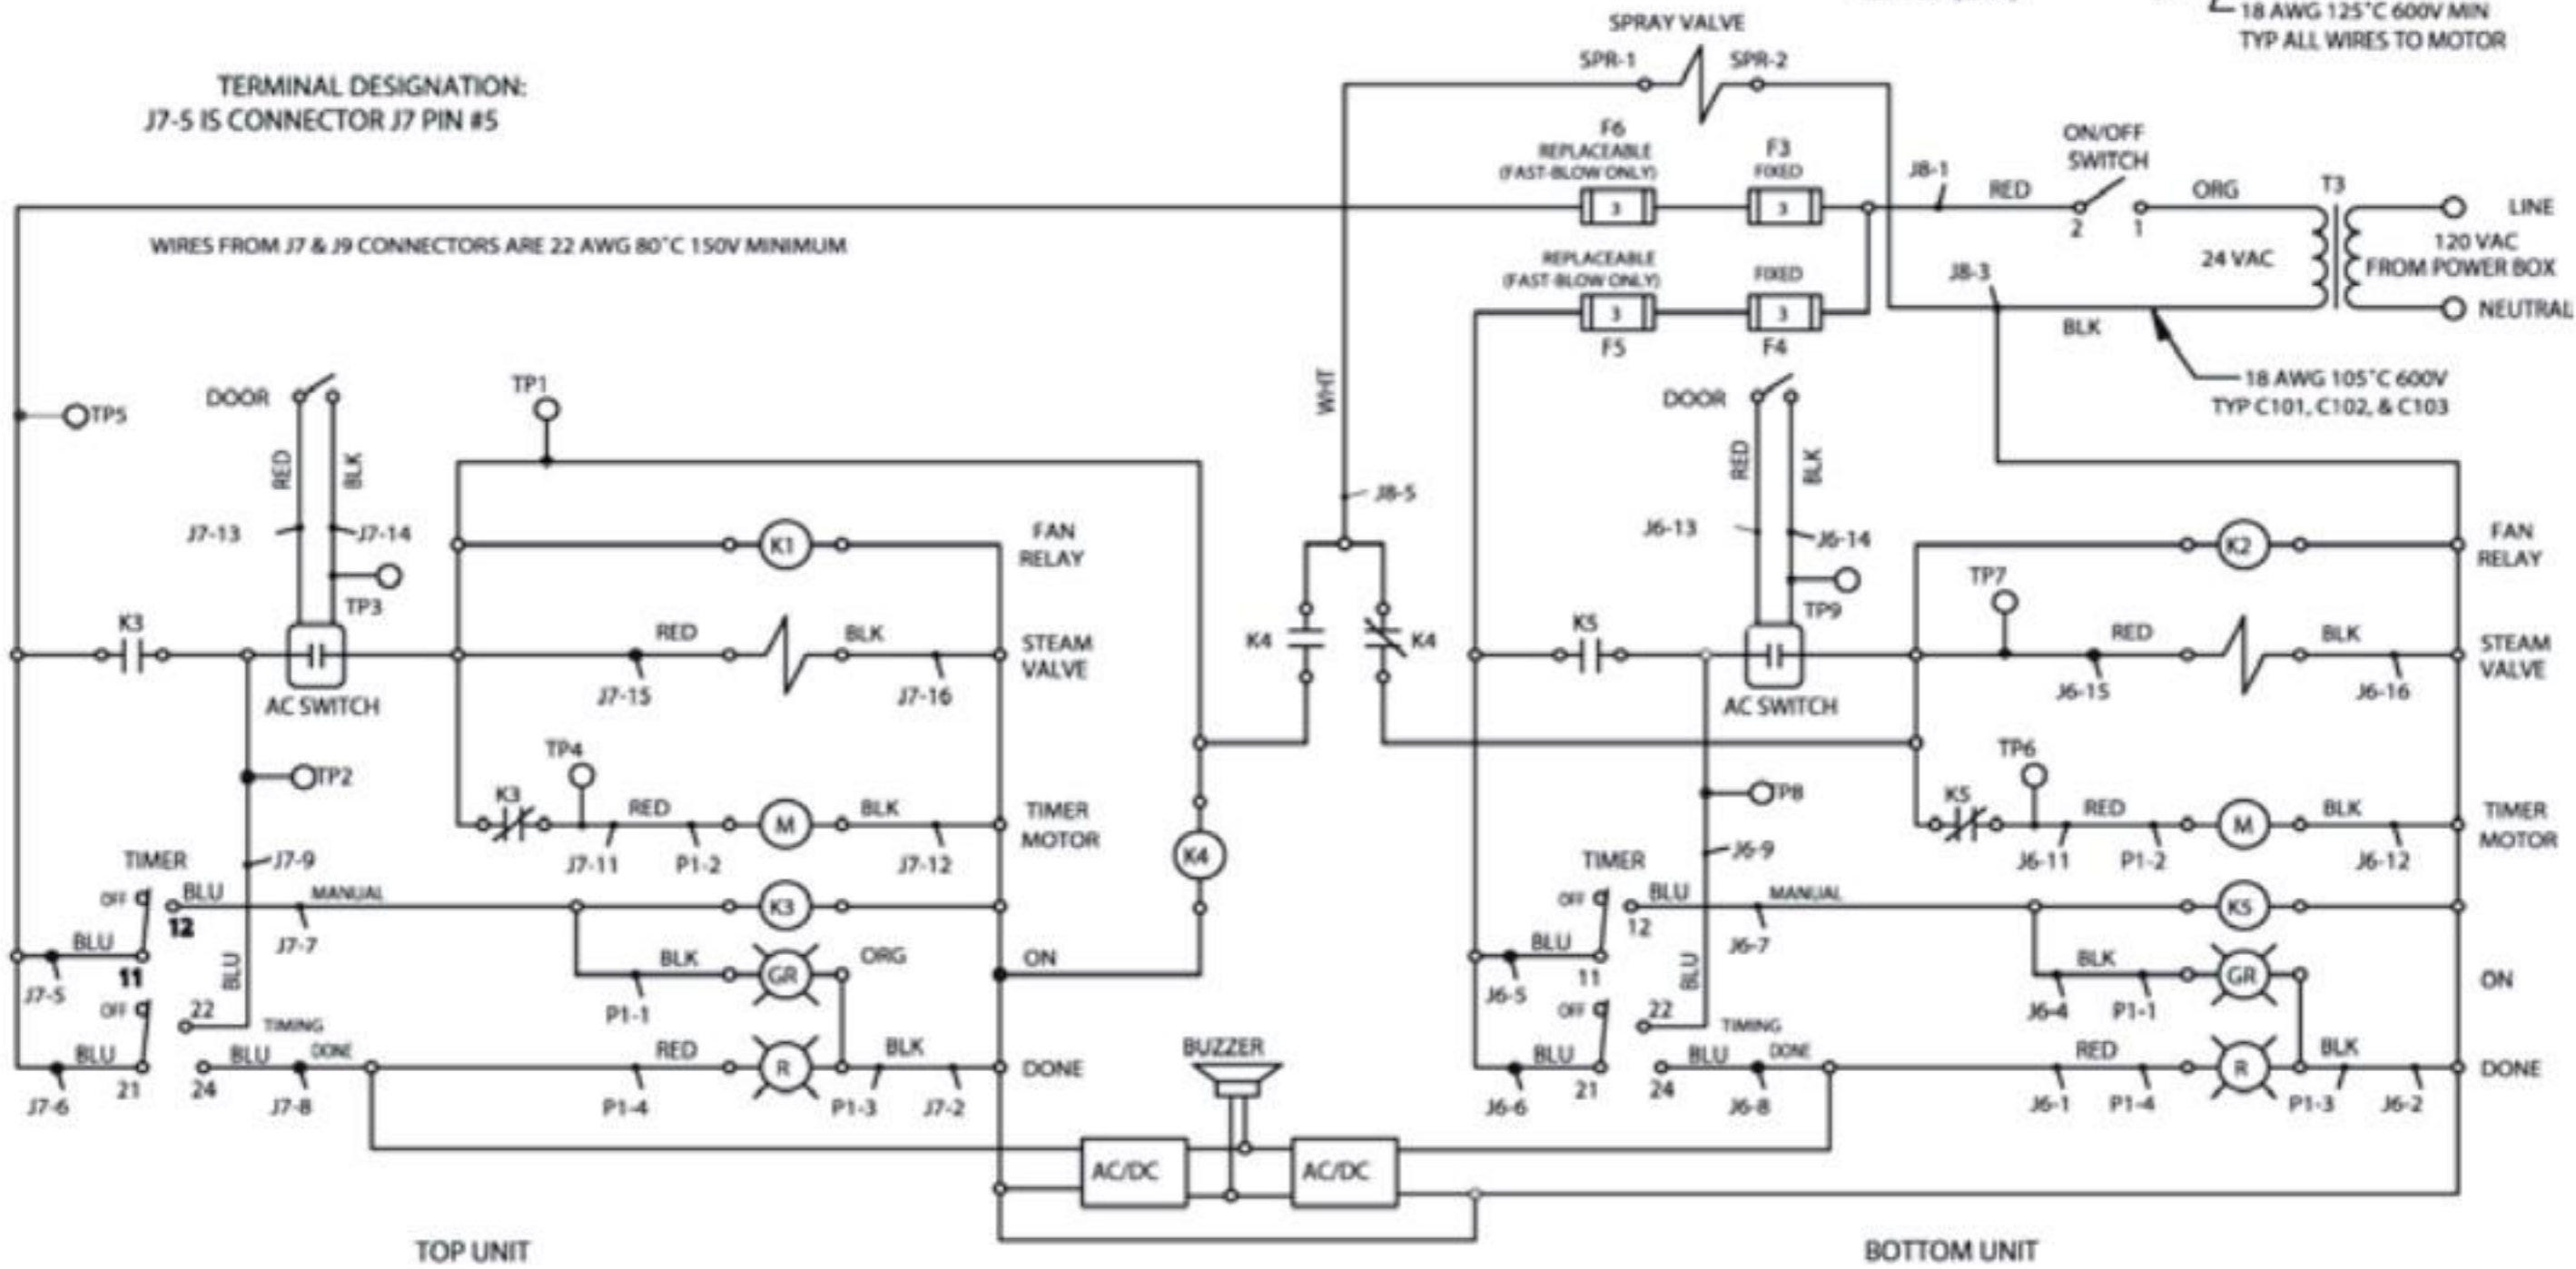 18 AWG 125°C 600V MIN
TYP ALL WIRES TO MOTOR
SPRAY VALVE
SPR-1
SPR-2
TERMINAL DESIGNATION:
J7-5 IS CONNECTOR J7 PIN #5
F6
REPLACEABLE
(FAST-BLOW ONLY)
3
F3
FIXED
3
J8-1
RED
ON/OFF
SWITCH
2
1
ORG
T3
LINE
WIRES FROM J7 & J9 CONNECTORS ARE 22 AWG 80°C 150V MINIMUM
REPLACEABLE
(FAST-BLOW ONLY)
3
F5
FIXED
3
F4
J8-3
24 VAC
120 VAC
FROM POWER BOX
NEUTRAL
BLK
18 AWG 105°C 600V
TYP C101, C102, & C103
TP5
DOOR
RED
BLK
J7-13
J7-14
TP3
TP1
WHT
J8-5
DOOR
RED
BLK
J6-13
J6-14
TP9
K1
FAN
RELAY
K2
FAN
RELAY
K3
AC SWITCH
RED
J7-15
BLK
J7-16
STEAM
VALVE
K4
K4
K5
AC SWITCH
TP7
RED
J6-15
BLK
J6-16
STEAM
VALVE
TP2
TP4
K3
RED
J7-11
P1-2
M
BLK
J7-12
TIMER
MOTOR
K4
TP8
TP6
K5
RED
J6-11
P1-2
M
BLK
J6-12
TIMER
MOTOR
TIMER
J7-9
OFF
BLU
12
MANUAL
J7-7
K3
TIMER
J6-9
OFF
BLU
12
MANUAL
J6-7
K5
BLU
J7-5
11
BLU
BLK
P1-1
GR
ORG
ON
BLU
J6-5
11
BLU
BLK
J6-4
P1-1
GR
ON
OFF
22
TIMING
OFF
22
TIMING
BLU
J7-6
21
24
BLU
DONE
J7-8
RED
P1-4
R
BLK
P1-3
J7-2
DONE
BUZZER
BLU
J6-6
21
24
BLU
DONE
J6-8
RED
J6-1
P1-4
R
BLK
P1-3
J6-2
DONE
AC/DC
AC/DC
TOP UNIT
BOTTOM UNIT